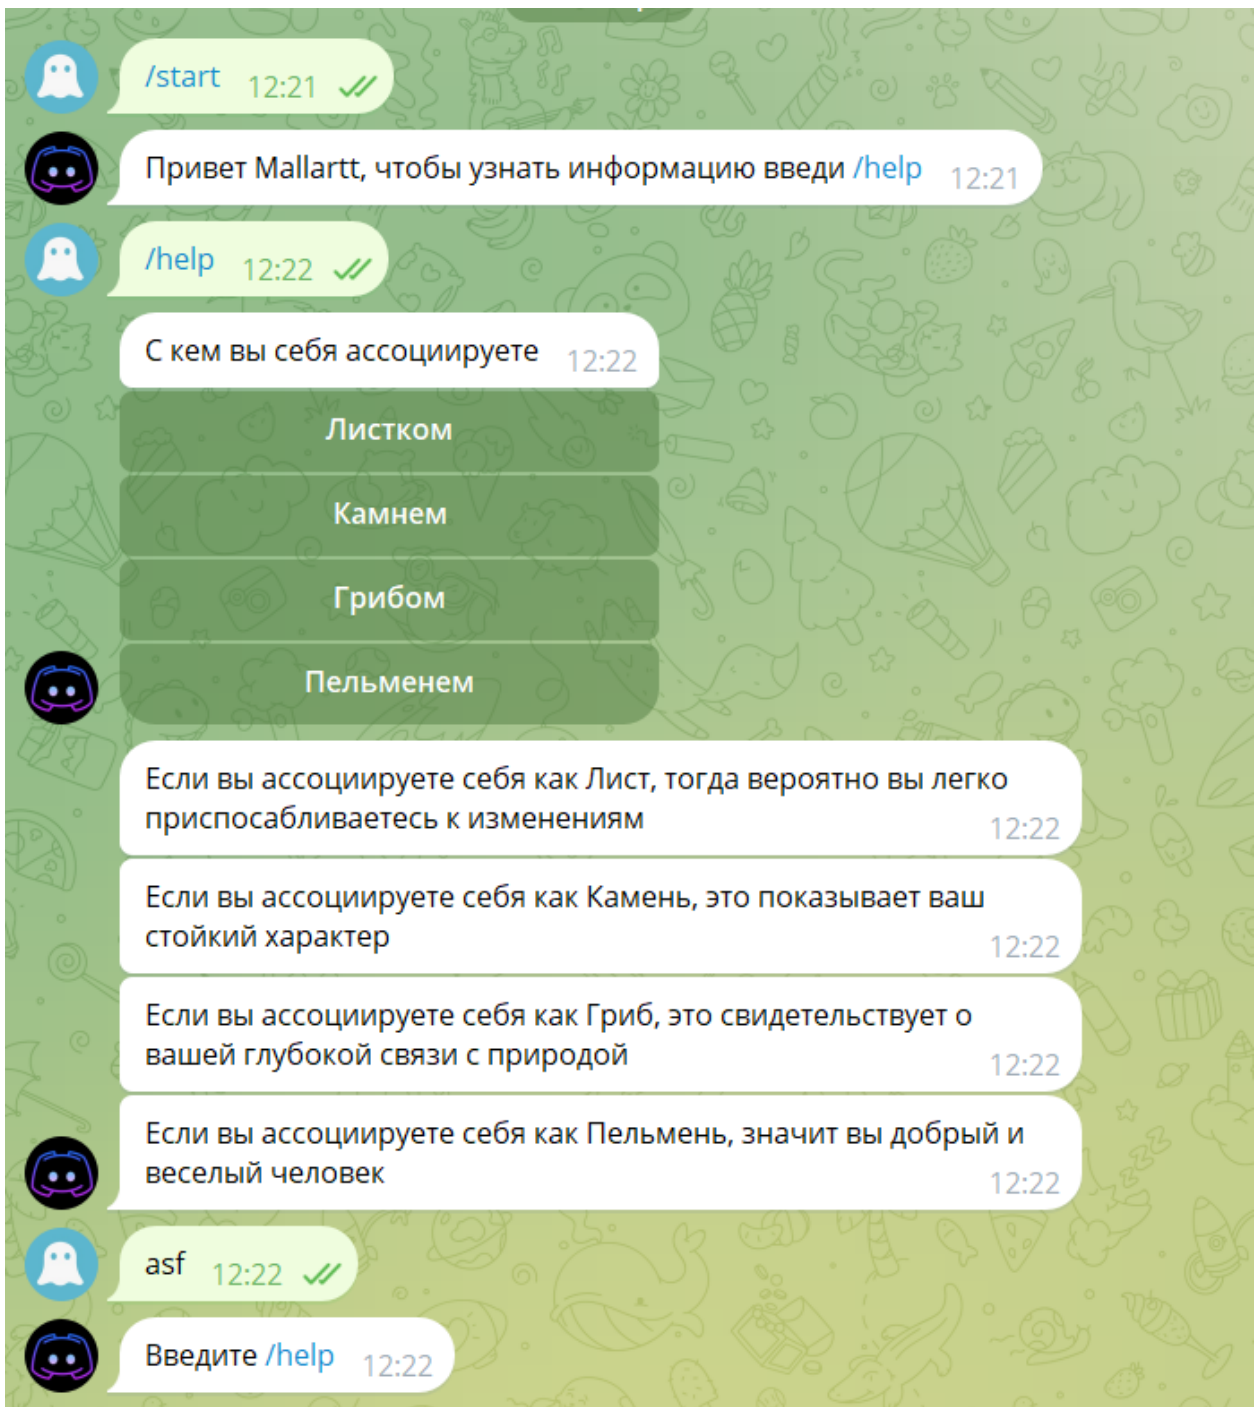 /start 12:21
Привет Mallartt, чтобы узнать информацию введи /help 12:21
/help 12:22
С кем вы себя ассоциируете 12:22
Листком
Камнем
Грибом
Пельменем
Если вы ассоциируете себя как Лист, тогда вероятно вы легко
приспосабливаетесь к изменениям 12:22
Если вы ассоциируете себя как Камень, это показывает ваш
стойкий характер 12:22
Если вы ассоциируете себя как Гриб, это свидетельствует о
вашей глубокой связи с природой 12:22
Если вы ассоциируете себя как Пельмень, значит вы добрый и
веселый человек 12:22
asf 12:22
Введите /help 12:22